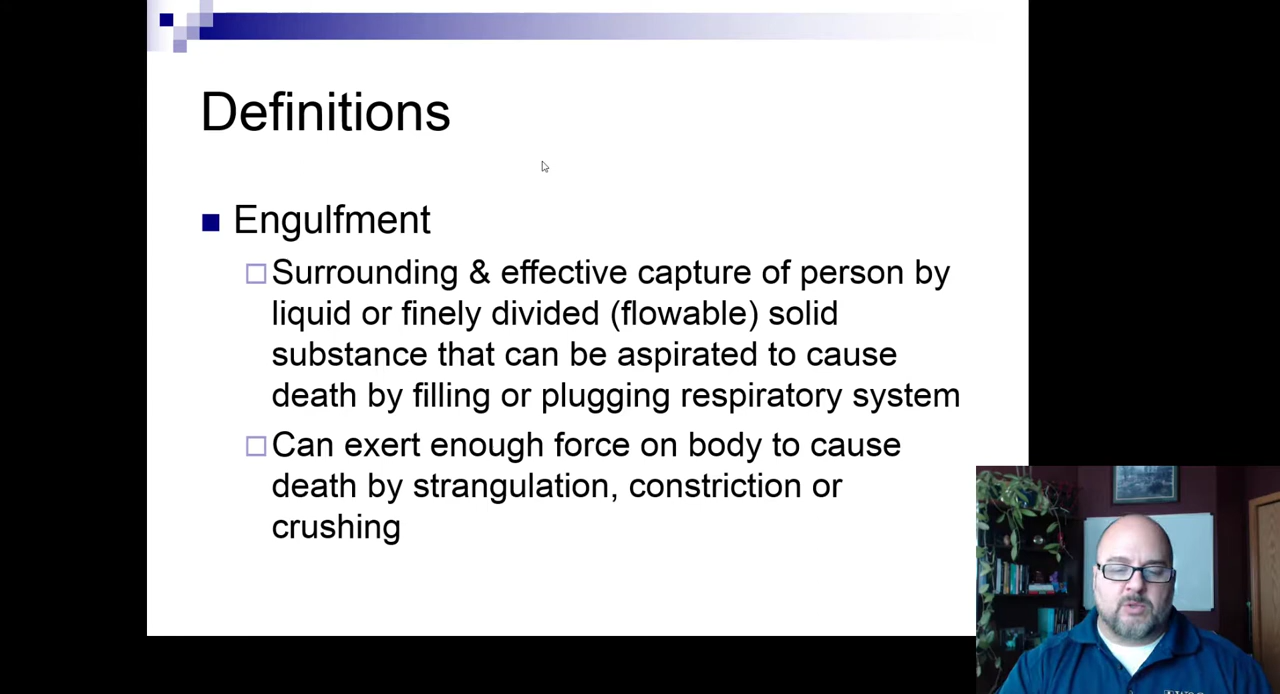 Definitions
Engulfment
Surrounding & effective capture of person by
liquid or finely divided (flowable) solid
substance that can be aspirated to cause
death by filling or plugging respiratory system
Can exert enough force on body to cause
death by strangulation, constriction or
crushing